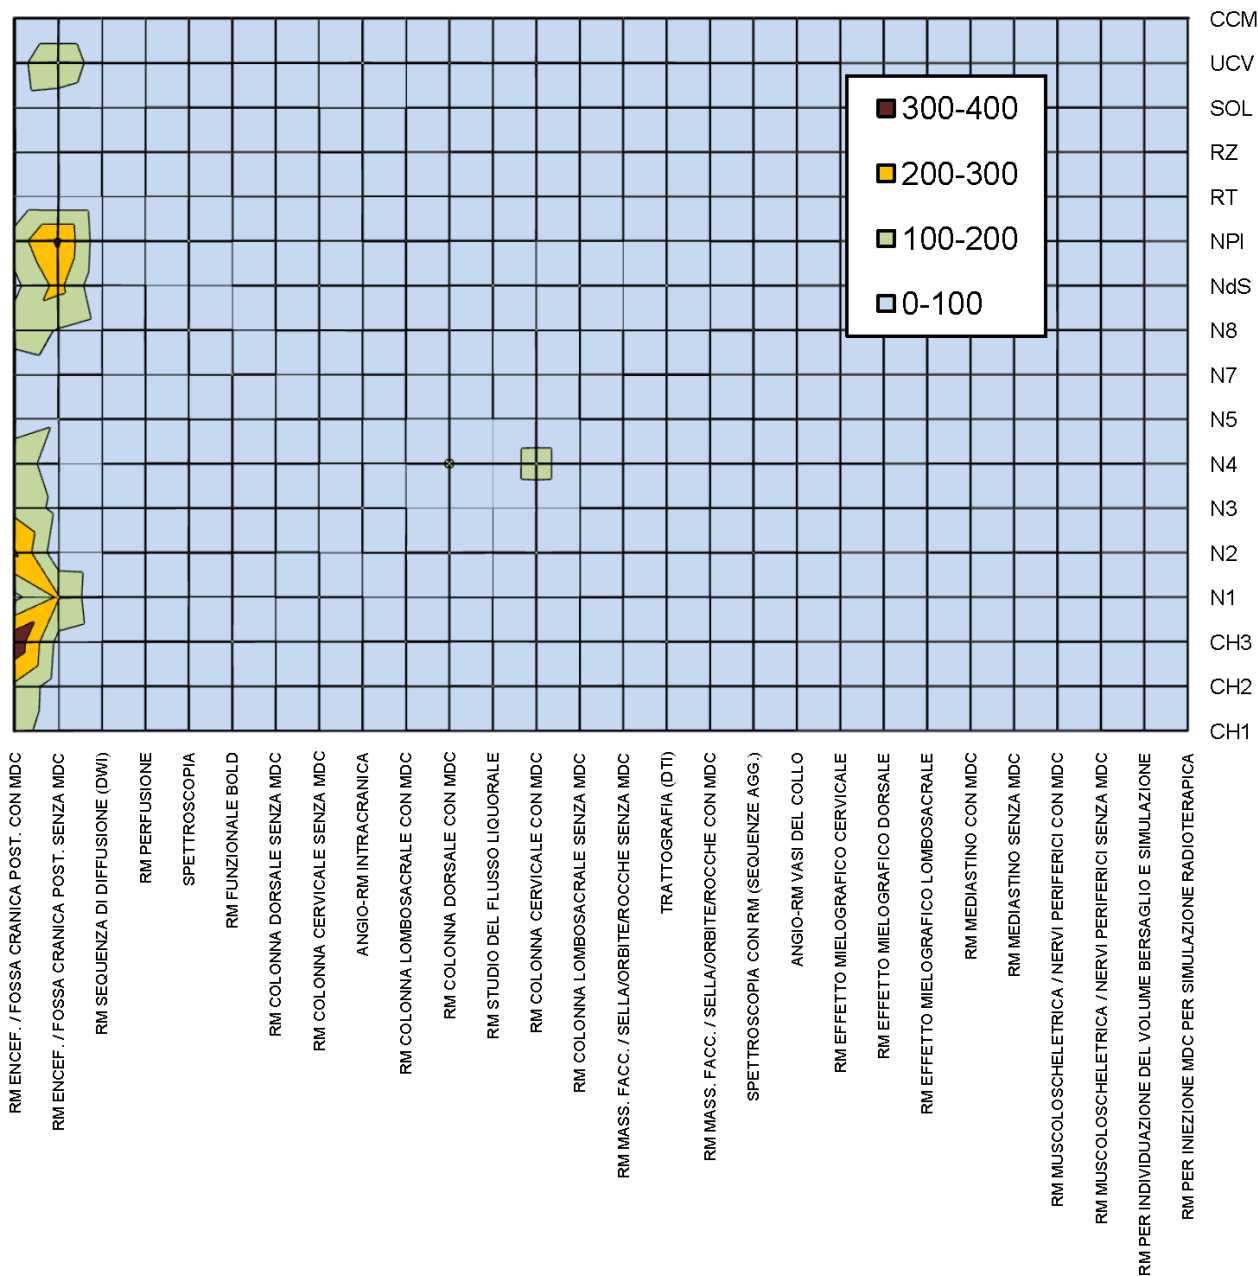 CCM
UCV
SOL
RZ
RT
NPI
NdS
N8
N7
N5
N4
N3
N2
N1
CH3
CH2
CH1
300-400
200-300
100-200
0-100
RM ENCEF. / FOSSA CRANICA POST. CON MDC
RM ENCEF. / FOSSA CRANICA POST. SENZA MDC
RM SEQUENZA DI DIFFUSIONE (DWI)
RM PERFUSIONE
SPETTROSCOPIA
RM FUNZIONALE BOLD
RM COLONNA DORSALE SENZA MDC
RM COLONNA CERVICALE SENZA MDC
ANGIO-RM INTRACRANICA
RM COLONNA LOMBOSACRALE CON MDC
RM COLONNA DORSALE CON MDC
RM STUDIO DEL FLUSSO LIQUORALE
RM COLONNA CERVICALE CON MDC
RM COLONNA LOMBOSACRALE SENZA MDC
RM MASS. FACC. / SELLA/ORBITE/ROCCHE SENZA MDC
TRATTOGRAFIA (DTI)
RM MASS. FACC. / SELLA/ORBITE/ROCCHE CON MDC
SPETTROSCOPIA CON RM (SEQUENZE AGG.)
ANGIO-RM VASI DEL COLLO
RM EFFETTO MIELOGRAFICO CERVICALE
RM EFFETTO MIELOGRAFICO DORSALE
RM EFFETTO MIELOGRAFICO LOMBOSACRALE
RM MEDIASTINO CON MDC
RM MEDIASTINO SENZA MDC
RM MUSCOLOSCHELETRICA / NERVI PERIFERICI CON MDC
RM MUSCOLOSCHELETRICA / NERVI PERIFERICI SENZA MDC
RM PER INDIVIDUAZIONE DEL VOLUME BERSAGLIO E SIMULAZIONE
RM PER INIEZIONE MDC PER SIMULAZIONE RADIOTERAPICA